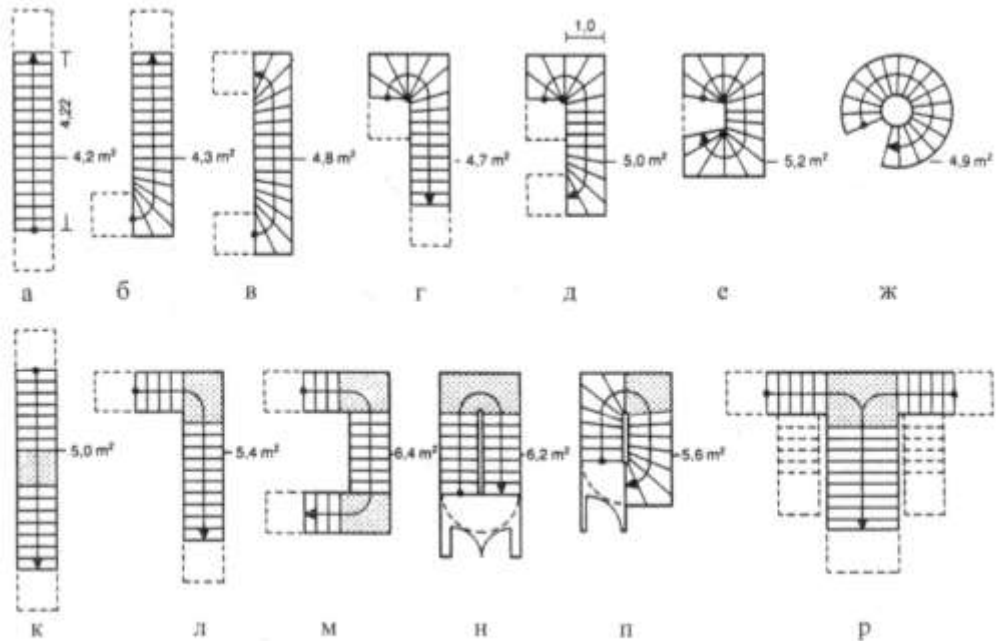 1,0
4,22
4,2 m²
4,3 m²
4,8 m²
4,7 m²
5,0 m²
5,2 m²
4,9 m²
а б в г д е ж
5,0 m²
5,4 m²
6,4 m²
6,2 m²
5,6 m²
к л м н п р